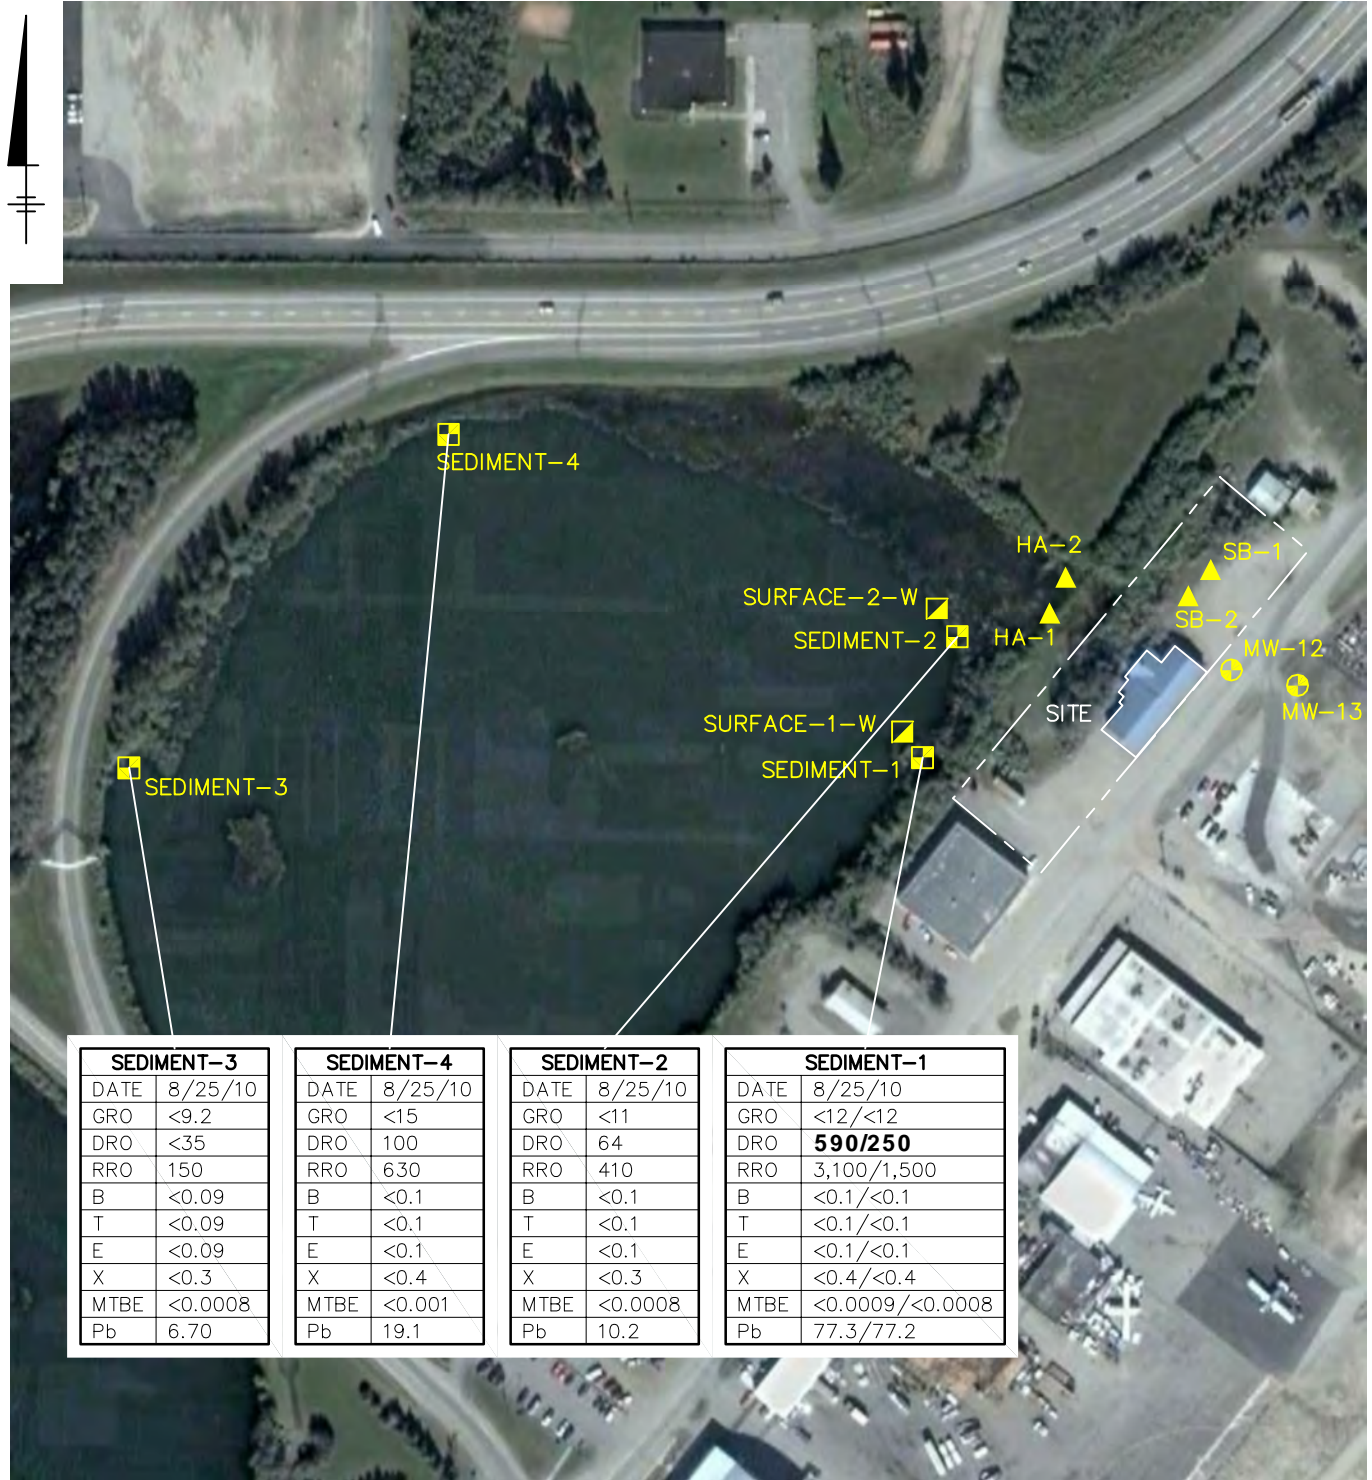 SEDIMENT-4
HA-2
SB-1
SURFACE-2-W
SB-2
SEDIMENT-2
HA-1
MW-12
SITE
MW-13
SURFACE-1-W
SEDIMENT-1
SEDIMENT-3
SEDIMENT-3
DATE 8/25/10
GRO <9.2
DRO <35
RRO 150
B <0.09
T <0.09
E <0.09
X <0.3
MTBE <0.0008
Pb 6.70
SEDIMENT-4
DATE 8/25/10
GRO <15
DRO 100
RRO 630
B <0.1
T <0.1
E <0.1
X <0.4
MTBE <0.001
Pb 19.1
SEDIMENT-2
DATE 8/25/10
GRO <11
DRO 64
RRO 410
B <0.1
T <0.1
E <0.1
X <0.3
MTBE <0.0008
Pb 10.2
SEDIMENT-1
DATE 8/25/10
GRO <12/<12
DRO 590/250
RRO 3,100/1,500
B <0.1/<0.1
T <0.1/<0.1
E <0.1/<0.1
X <0.4/<0.4
MTBE <0.0009/<0.0008
Pb 77.3/77.2